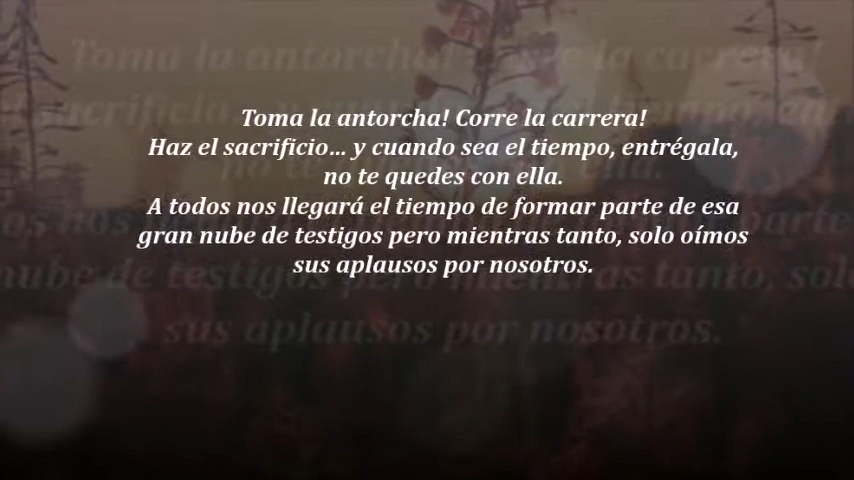 Toma la antorcha! Corre la carrera!
Haz el sacrificio... y cuando sea el tiempo, entrégala,
no te quedes con ella.
A todos nos llegará el tiempo de formar parte de esa
gran nube de testigos pero mientras tanto, solo oímos
sus aplausos por nosotros.